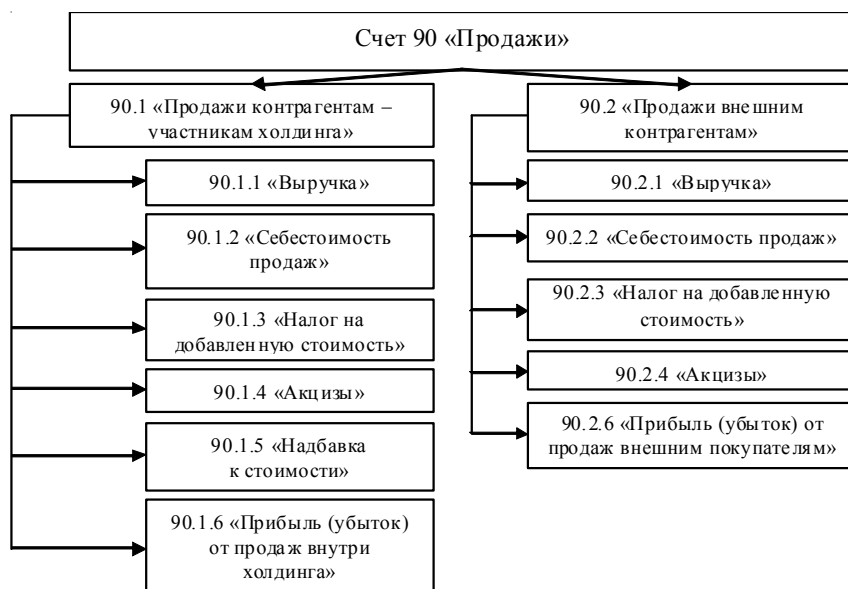 Счет 90 «Продажи»
90.1 «Продажи контрагентам –
участникам холдинга»
90.1.1 «Выручка»
90.1.2 «Себестоимость
продаж»
90.1.3 «Налог на
добавленную стоимость»
90.1.4 «Акцизы»
90.1.5 «Надбавка
к стоимости»
90.1.6 «Прибыль (убыток)
от продаж внутри
холдинга»
90.2 «Продажи внешним
контрагентам»
90.2.1 «Выручка»
90.2.2 «Себестоимость продаж»
90.2.3 «Налог на добавленную
стоимость»
90.2.4 «Акцизы»
90.2.6 «Прибыль (убыток) от
продаж внешним покупателям»